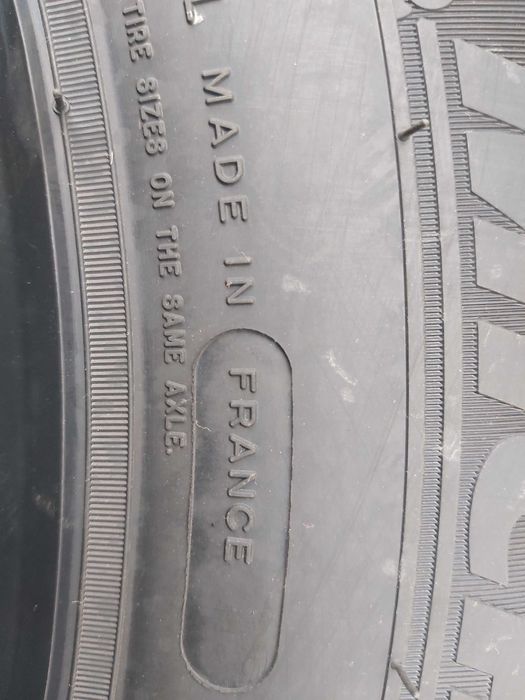 MADE IN FRANCE
TIRE SIZES ON THE SAME AXLE.